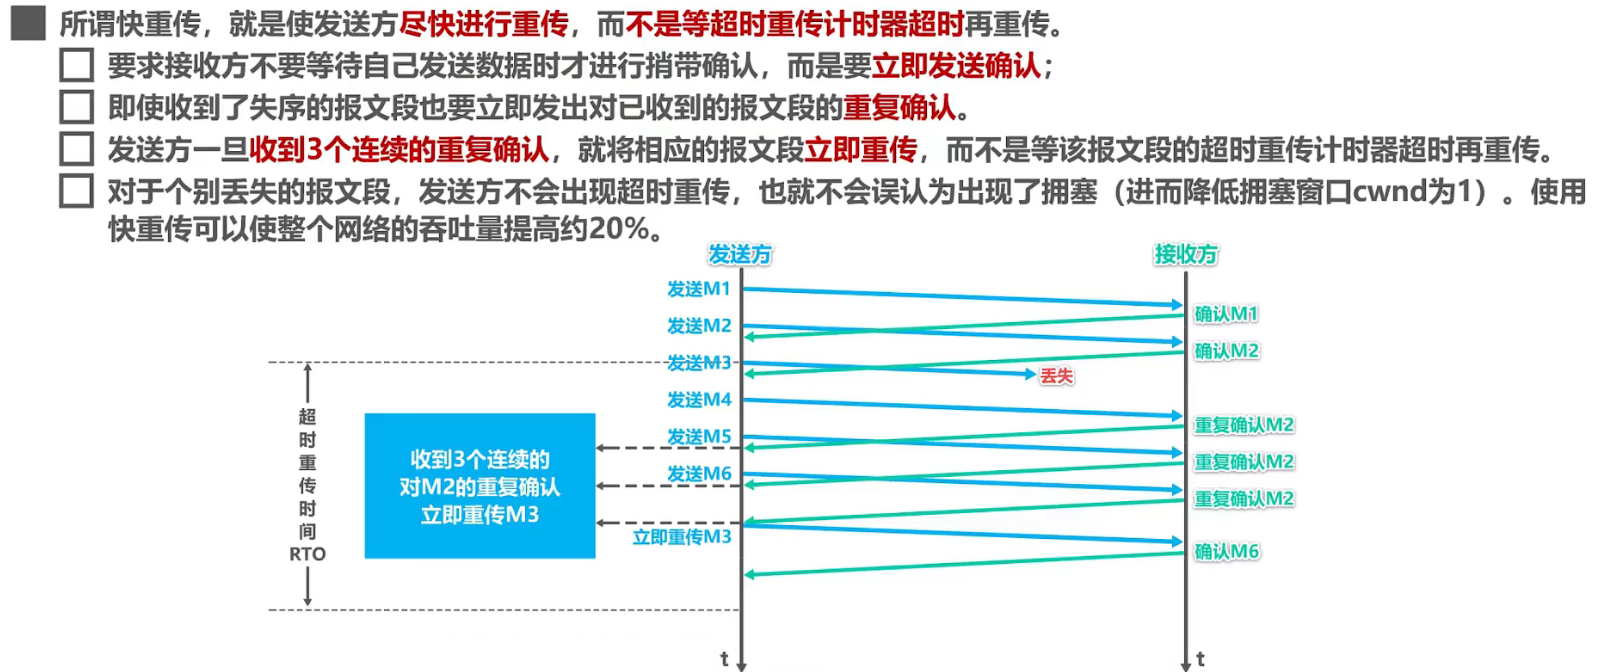 所谓快重传，就是使发送方尽快进行重传，而不是等超时重传计时器超时再重传。
要求接收方不要等待自己发送数据时才进行捎带确认，而是要立即发送确认；
即使收到了失序的报文段也要立即发出对已收到的报文段的重复确认。
发送方一旦收到3个连续的重复确认，就将相应的报文段立即重传，而不是等该报文段的超时重传计时器超时再重传。
对于个别丢失的报文段，发送方不会出现超时重传，也就不会误认为出现了拥塞（进而降低拥塞窗口cwnd为1）。使用
快重传可以使整个网络的吞吐量提高约20%。
发送方
接收方
发送M1
确认M1
发送M2
确认M2
发送M3
丢失
发送M4
重复确认M2
发送M5
重复确认M2
发送M6
重复确认M2
立即重传M3
确认M6
超时重传时间
RTO
收到3个连续的
对M2的重复确认
立即重传M3
t
t